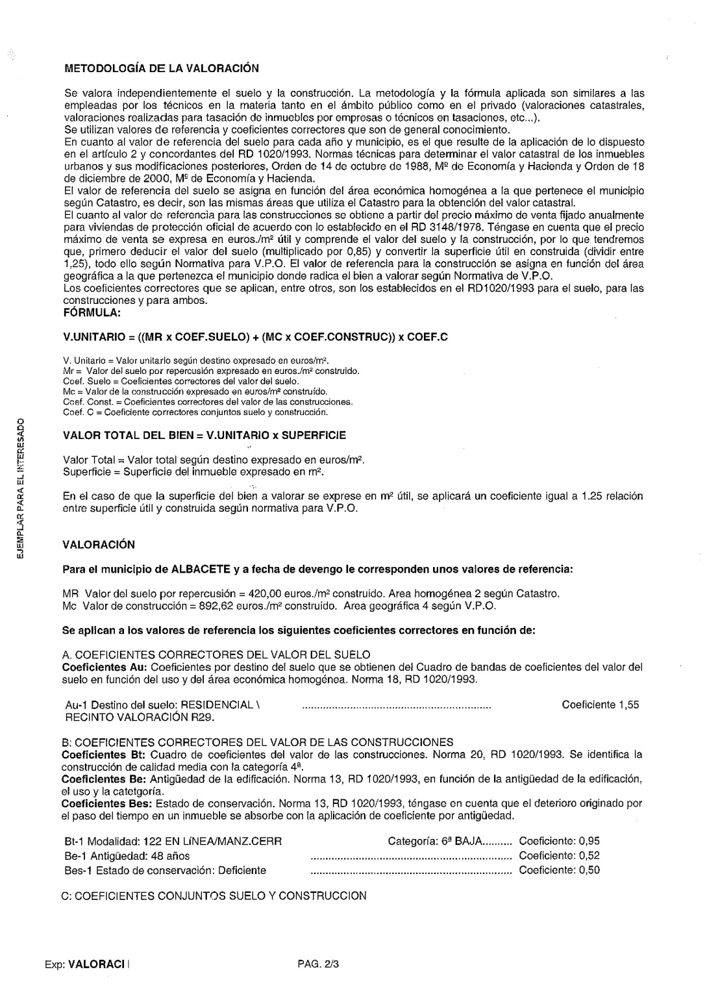 METODOLOGÍA DE LA VALORACIÓN
Se valora independientemente el suelo y la construcción. La metodología y la fórmula aplicada son similares a las
empleadas por los técnicos en la materia tanto en el ámbito público como en el privado (valoraciones catastrales,
valoraciones realizadas para tasación de inmuebles por empresas o técnicos en tasaciones, etc...).
Se utilizan valores de referencia y coeficientes correctores que son de general conocimiento.
En cuanto al valor de referencia del suelo para cada año y municipio, es el que resulte de la aplicación de lo dispuesto
en el artículo 2 y concordantes del RD 1020/1993. Normas técnicas para determinar el valor catastral de los inmuebles
urbanos y sus modificaciones posteriores, Orden de 14 de octubre de 1988, Mº de Economía y Hacienda y Orden de 18
de diciembre de 2000, Mº de Economía y Hacienda.
El valor de referencia del suelo se asigna en función del área económica homogénea a la que pertenece el municipio
según Catastro, es decir, son las mismas áreas que utiliza el Catastro para la obtención del valor catastral.
El cuanto al valor de referencia para las construcciones se obtiene a partir del precio máximo de venta fijado anualmente
para viviendas de protección oficial de acuerdo con lo establecido en el RD 3148/1978. Téngase en cuenta que el precio
máximo de venta se expresa en euros./m² útil y comprende el valor del suelo y la construcción, por lo que tendremos
que, primero deducir el valor del suelo (multiplicado por 0,85) y convertir la superficie útil en construida (dividir entre
1,25), todo ello según Normativa para V.P.O. El valor de referencia para la construcción se asigna en función del área
geográfica a la que pertenezca el municipio donde radica el bien a valorar según Normativa de V.P.O.
Los coeficientes correctores que se aplican, entre otros, son los establecidos en el RD1020/1993 para el suelo, para las
construcciones y para ambos.
FÓRMULA:
V.UNITARIO = ((MR x COEF.SUELO) + (MC x COEF.CONSTRUC)) x COEF.C
V. Unitario = Valor unitario según destino expresado en euros/m².
Mr = Valor del suelo por repercusión expresado en euros./m² construido.
Coef. Suelo = Coeficientes correctores del valor del suelo.
Mc = Valor de la construcción expresado en euros/m² construído.
Coef. Const. = Coeficientes correctores del valor de las construcciones.
Coef. C = Coeficiente correctores conjuntos suelo y construcción.
VALOR TOTAL DEL BIEN = V.UNITARIO x SUPERFICIE
Valor Total = Valor total según destino expresado en euros/m².
Superficie = Superficie del inmueble expresado en m².
En el caso de que la superficie del bien a valorar se exprese en m² útil, se aplicará un coeficiente igual a 1.25 relación
entre superficie útil y construida según normativa para V.P.O.
VALORACIÓN
Para el municipio de ALBACETE y a fecha de devengo le corresponden unos valores de referencia:
MR Valor del suelo por repercusión = 420,00 euros./m² construido. Area homogénea 2 según Catastro.
Mc Valor de construcción = 892,62 euros./m² construído. Area geográfica 4 según V.P.O.
Se aplican a los valores de referencia los siguientes coeficientes correctores en función de:
A. COEFICIENTES CORRECTORES DEL VALOR DEL SUELO
Coeficientes Au: Coeficientes por destino del suelo que se obtienen del Cuadro de bandas de coeficientes del valor del
suelo en función del uso y del área económica homogénea. Norma 18, RD 1020/1993.
Au-1 Destino del suelo: RESIDENCIAL \ ............................................................... Coeficiente 1,55
RECINTO VALORACIÓN R29.
B: COEFICIENTES CORRECTORES DEL VALOR DE LAS CONSTRUCCIONES
Coeficientes Bt: Cuadro de coeficientes del valor de las construcciones. Norma 20, RD 1020/1993. Se identifica la
construcción de calidad media con la categoría 4ª.
Coeficientes Be: Antigüedad de la edificación. Norma 13, RD 1020/1993, en función de la antigüedad de la edificación,
el uso y la catetgoría.
Coeficientes Bes: Estado de conservación. Norma 13, RD 1020/1993, téngase en cuenta que el deterioro originado por
el paso del tiempo en un inmueble se absorbe con la aplicación de coeficiente por antigüedad.
Bt-1 Modalidad: 122 EN LíNEA/MANZ.CERR Categoría: 6ª BAJA.......... Coeficiente: 0,95
Be-1 Antigüedad: 48 años ................................................................... Coeficiente: 0,52
Bes-1 Estado de conservación: Deficiente ................................................................... Coeficiente: 0,50
C: COEFICIENTES CONJUNTOS SUELO Y CONSTRUCCION
Exp: VALORACI
PAG. 2/3
EJEMPLAR PARA EL INTERESADO